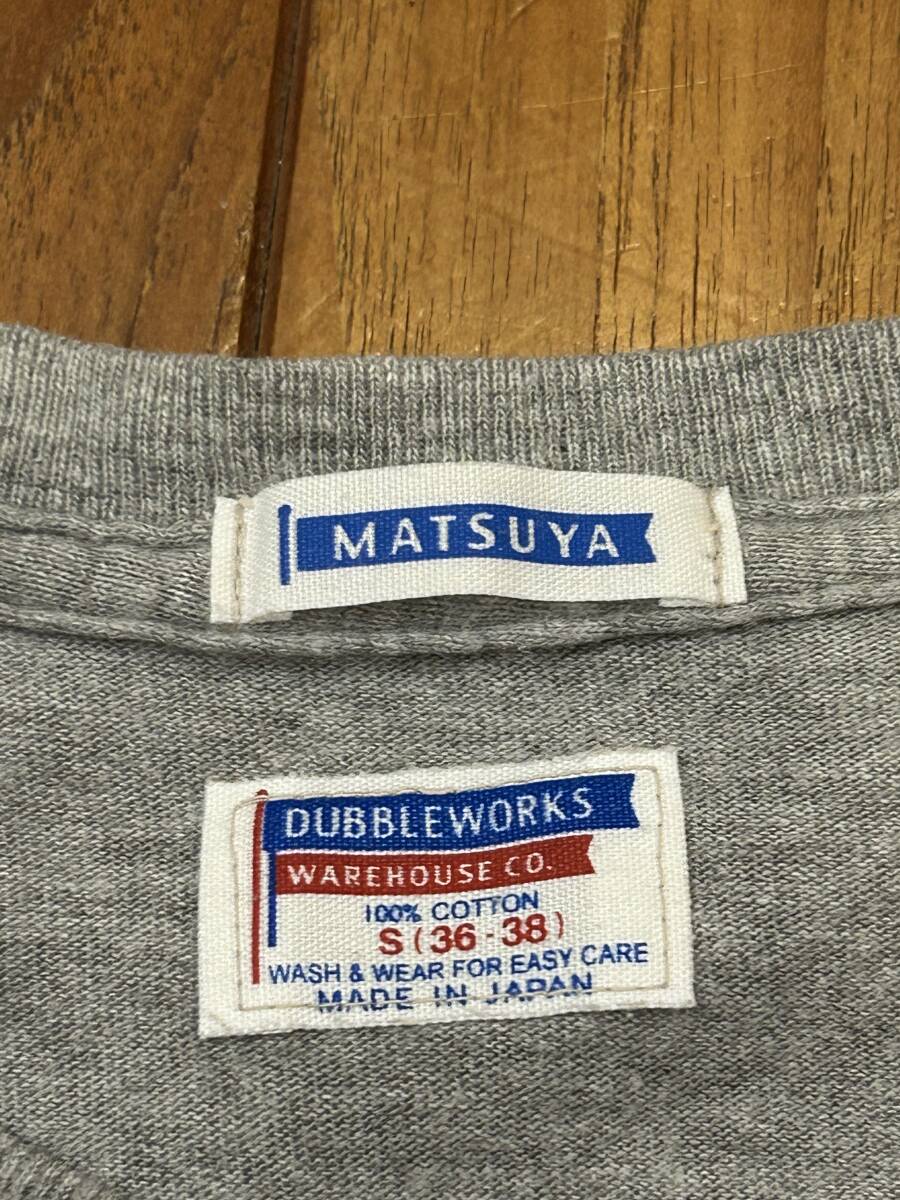 MATSUYA
DUBBLEWORKS
WAREHOUSE CO.
100% COTTON
S (36-38)
WASH & WEAR FOR EASY CARE
MADE IN JAPAN